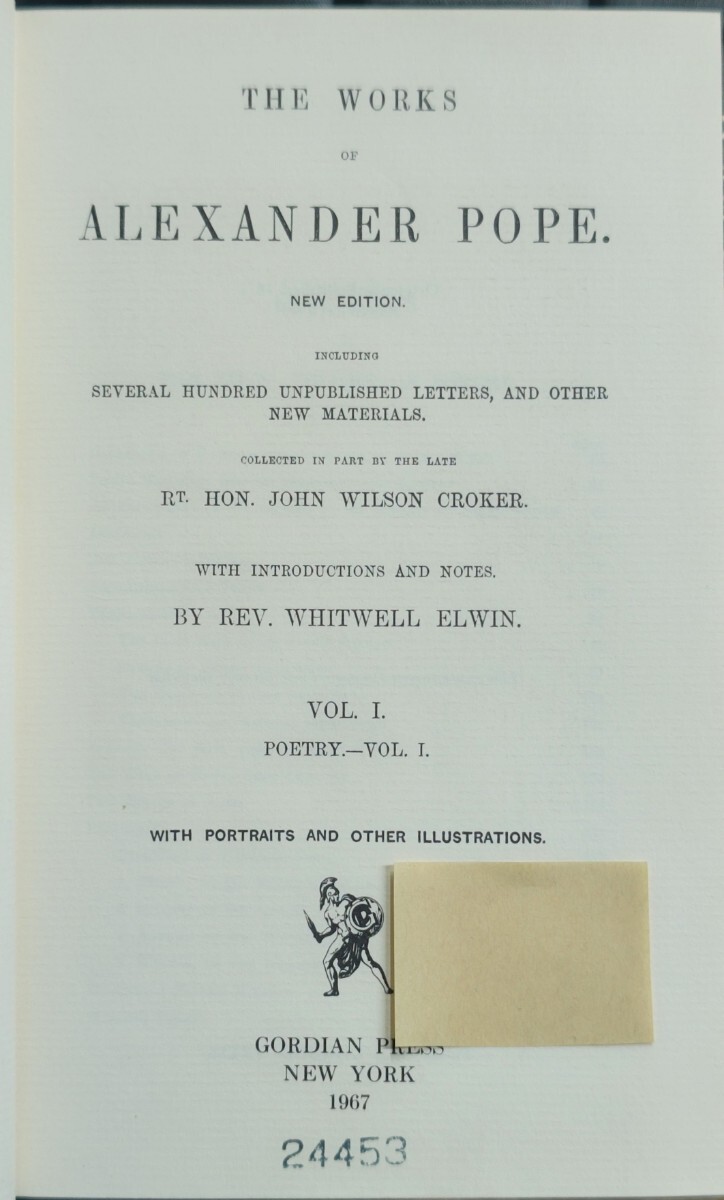 THE WORKS
OF
ALEXANDER POPE.
NEW EDITION.
INCLUDING
SEVERAL HUNDRED UNPUBLISHED LETTERS, AND OTHER
NEW MATERIALS.
COLLECTED IN PART BY THE LATE
RT. HON. JOHN WILSON CROKER.
WITH INTRODUCTIONS AND NOTES.
BY REV. WHITWELL ELWIN.
VOL. I.
POETRY.—VOL. I.
WITH PORTRAITS AND OTHER ILLUSTRATIONS.
GORDIAN PRESS
NEW YORK
1967
24453